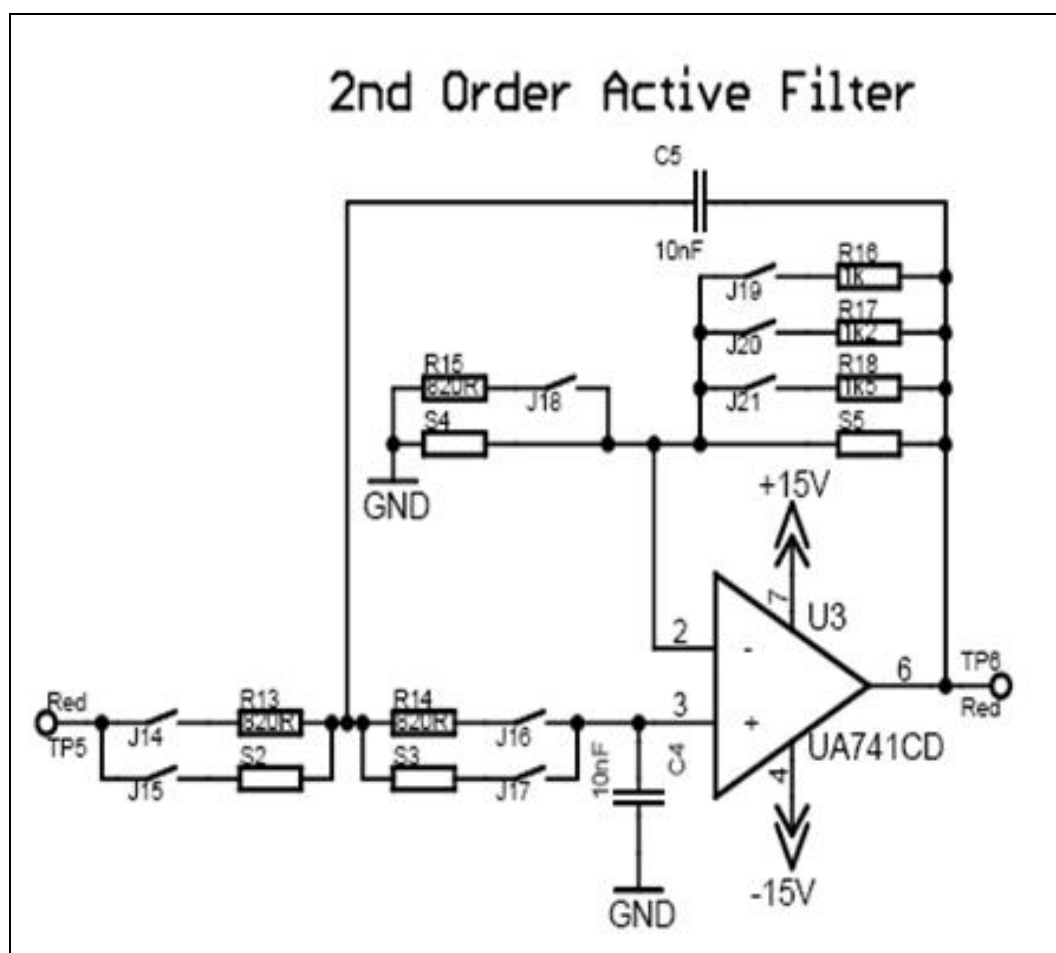 2nd Order Active Filter
C5
10nF
R16
1k
J19
R17
1k2
J20
R15
820R
J18
R18
1k5
J21
S4
S5
GND
+15V
7
U3
2
-
6
TP6
Red
Red
TP5
J14
R13
820R
R14
820R
J16
3
+
UA741CD
J15
S2
S3
J17
10nF
C4
4
GND
-15V